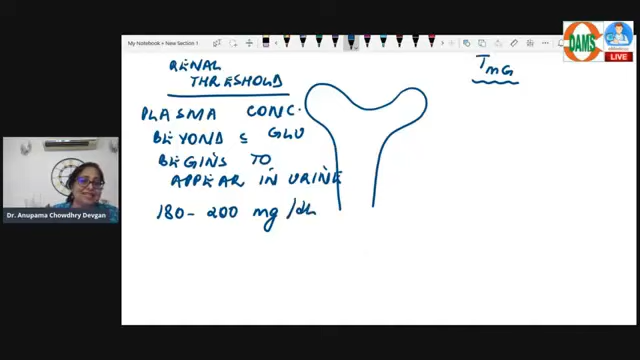 My Notebook > New Section 1
DAMS
LIVE
RENAL
THRESHOLD
TmG
PLASMA CONC.
BEYOND c GLU
BEGINS TO
APPEAR IN URINE
180 - 200 mg/dL
Dr. Anupama Chowdhry Devgan